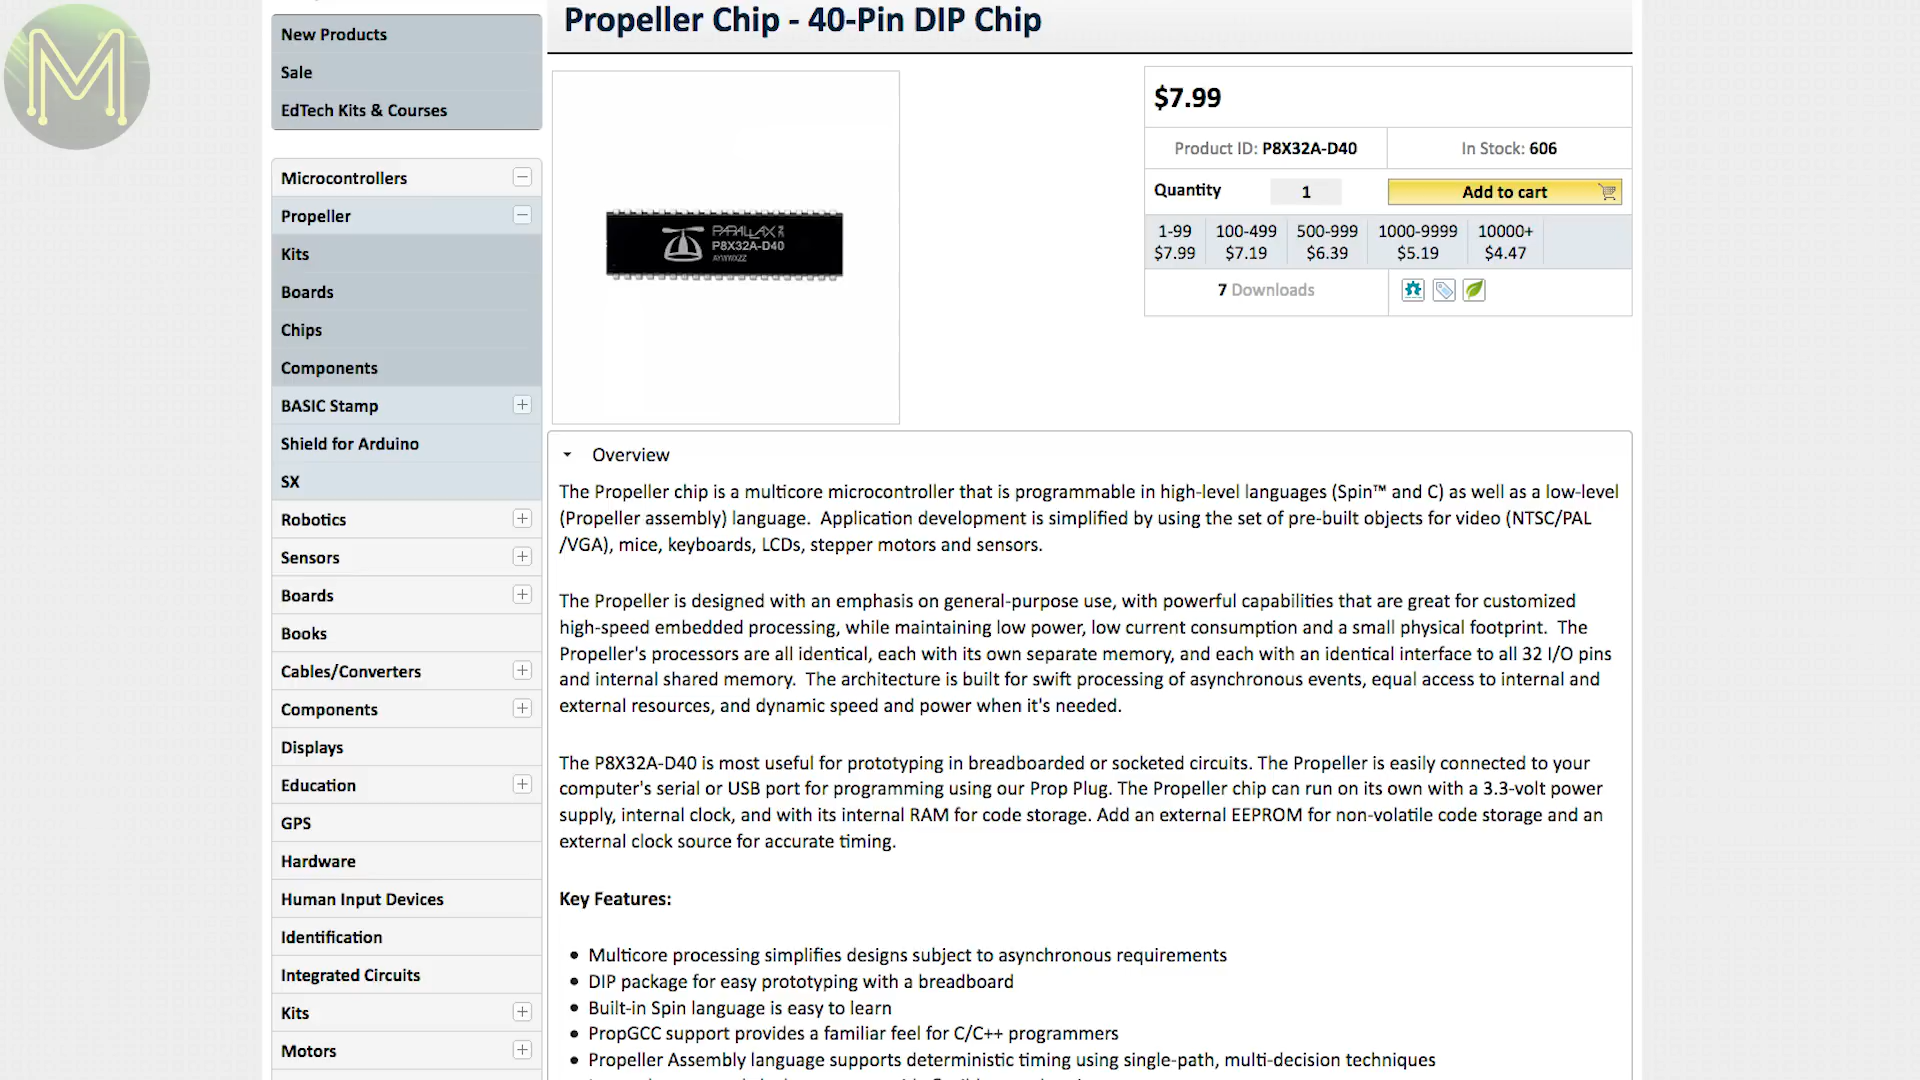 M
New Products
Sale
EdTech Kits & Courses
Microcontrollers
Propeller
Kits
Boards
Chips
Components
BASIC Stamp
Shield for Arduino
SX
Robotics
Sensors
Boards
Books
Cables/Converters
Components
Displays
Education
GPS
Hardware
Human Input Devices
Identification
Integrated Circuits
Kits
Motors
Propeller Chip - 40-Pin DIP Chip
PARALLAX
P8X32A-D40
AYWWXZZ
$7.99
Product ID: P8X32A-D40
In Stock: 606
Quantity
1
Add to cart
1-99 100-499 500-999 1000-9999 10000+
$7.99 $7.19 $6.39 $5.19 $4.47
7 Downloads
Overview
The Propeller chip is a multicore microcontroller that is programmable in high-level languages (Spin™ and C) as well as a low-level
(Propeller assembly) language. Application development is simplified by using the set of pre-built objects for video (NTSC/PAL
/VGA), mice, keyboards, LCDs, stepper motors and sensors.
The Propeller is designed with an emphasis on general-purpose use, with powerful capabilities that are great for customized
high-speed embedded processing, while maintaining low power, low current consumption and a small physical footprint. The
Propeller's processors are all identical, each with its own separate memory, and each with an identical interface to all 32 I/O pins
and internal shared memory. The architecture is built for swift processing of asynchronous events, equal access to internal and
external resources, and dynamic speed and power when it's needed.
The P8X32A-D40 is most useful for prototyping in breadboarded or socketed circuits. The Propeller is easily connected to your
computer's serial or USB port for programming using our Prop Plug. The Propeller chip can run on its own with a 3.3-volt power
supply, internal clock, and with its internal RAM for code storage. Add an external EEPROM for non-volatile code storage and an
external clock source for accurate timing.
Key Features:
• Multicore processing simplifies designs subject to asynchronous requirements
• DIP package for easy prototyping with a breadboard
• Built-in Spin language is easy to learn
• PropGCC support provides a familiar feel for C/C++ programmers
• Propeller Assembly language supports deterministic timing using single-path, multi-decision techniques